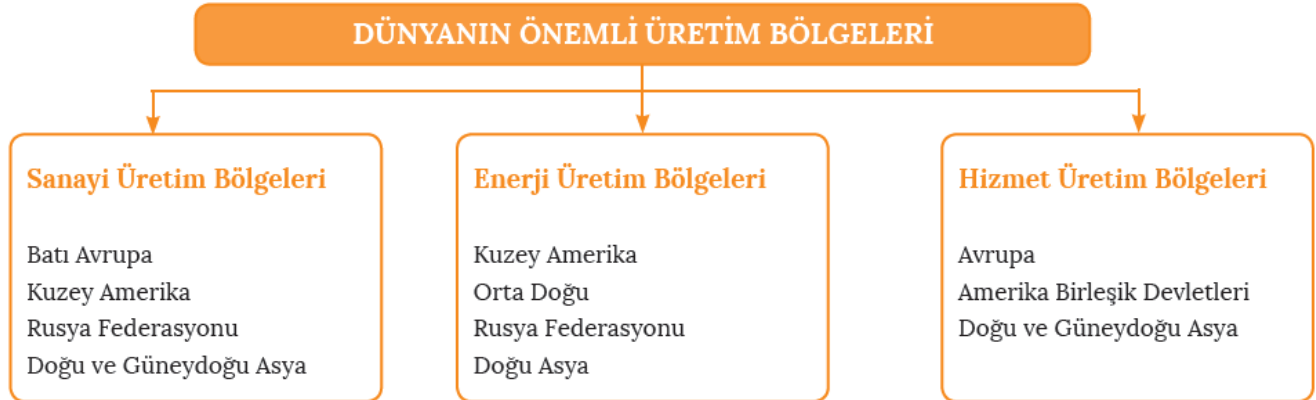 DÜNYANIN ÖNEMLİ ÜRETİM BÖLGELERİ
Sanayi Üretim Bölgeleri
Batı Avrupa
Kuzey Amerika
Rusya Federasyonu
Doğu ve Güneydoğu Asya
Enerji Üretim Bölgeleri
Kuzey Amerika
Orta Doğu
Rusya Federasyonu
Doğu Asya
Hizmet Üretim Bölgeleri
Avrupa
Amerika Birleşik Devletleri
Doğu ve Güneydoğu Asya